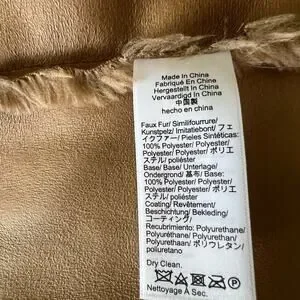 Made In China
Fabriqué En Chine
Hergestellt In China
Vervaardigd In China
中国製
hecho en china
Faux Fur/ Similifourrure/
Kunstpelz/ Imitatiebont/ フェ
イクファー/ Pieles Sintéticas:
100% Polyester/ Polyester/
Polyester/ Polyester/ ポリエ
ステル/ poliéster
Base/ Base/ Unterlage/
Ondergrond/ 基布/ Base:
100% Polyester/ Polyester/
Polyester/ Polyester/ ポリエ
ステル/ poliéster
Coating/ Revêtement/
Beschichtung/ Bekleding/
コーティング/
Recubrimiento: Polyurethane/
Polyuréthane/ Polyurethan/
Polyurethaan/ ポリウレタン/
poliuretano
Dry Clean.
P
Nettoyage À Sec.